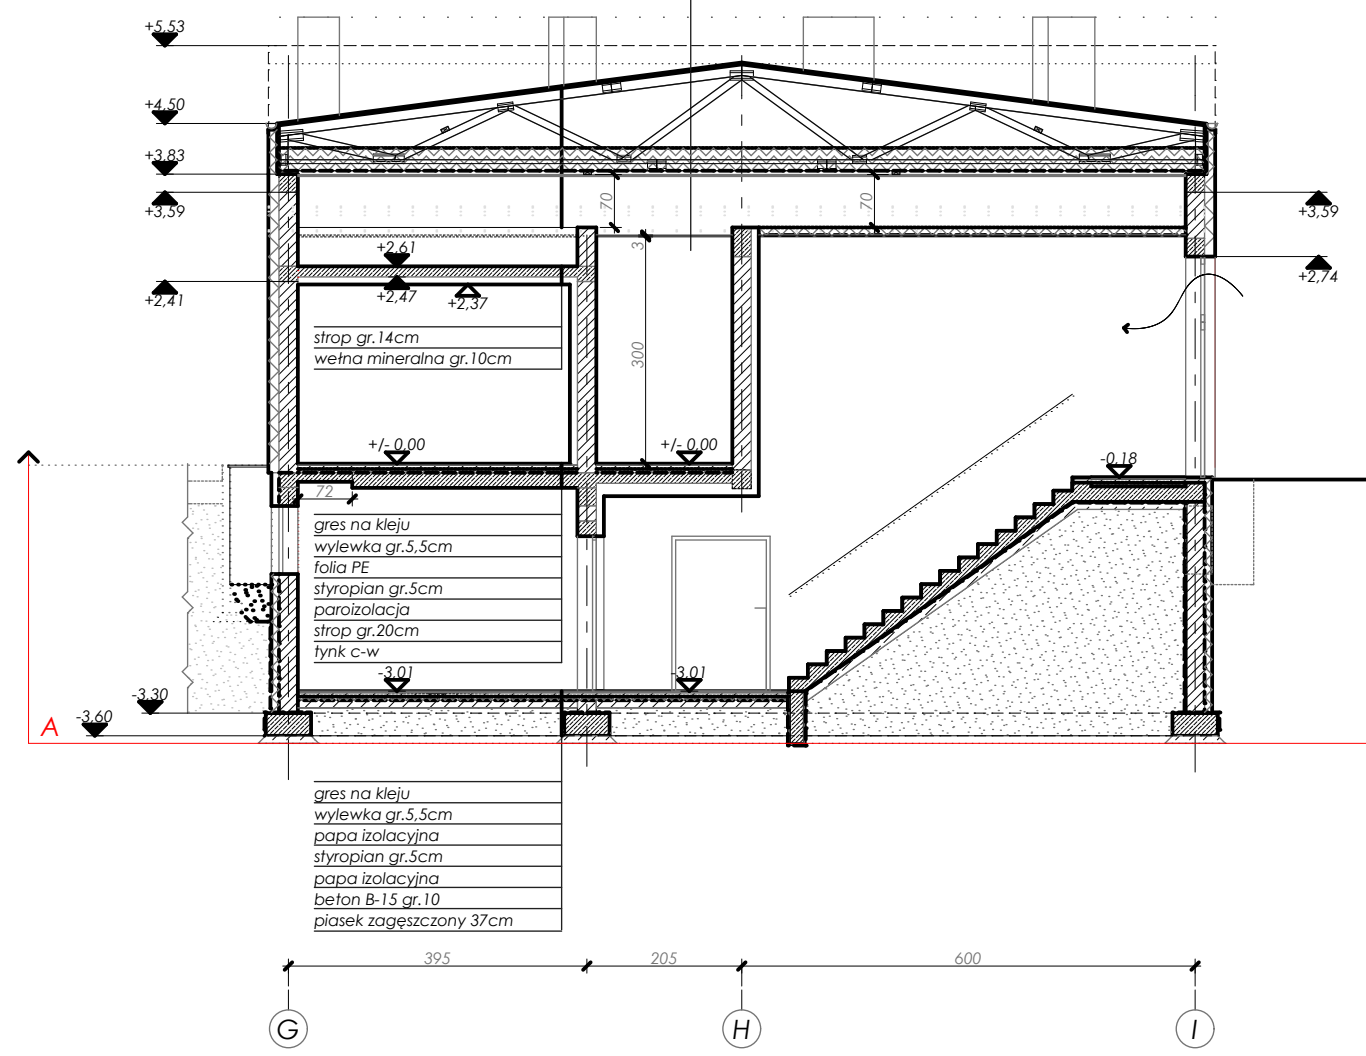 +5,53
+4,50
+3,83
+3,59
+2,41
70
70
+3,59
+2,74
+2,61
+2,47
+2,37
3
300
strop gr.14cm
wełna mineralna gr.10cm
+/- 0,00
+/- 0,00
-0,18
72
gres na kleju
wylewka gr.5,5cm
folia PE
styropian gr.5cm
paroizolacja
strop gr.20cm
tynk c-w
-3,01
-3,01
-3,30
-3,60
A
gres na kleju
wylewka gr.5,5cm
papa izolacyjna
styropian gr.5cm
papa izolacyjna
beton B-15 gr.10
piasek zagęszczony 37cm
395
205
600
G
H
I